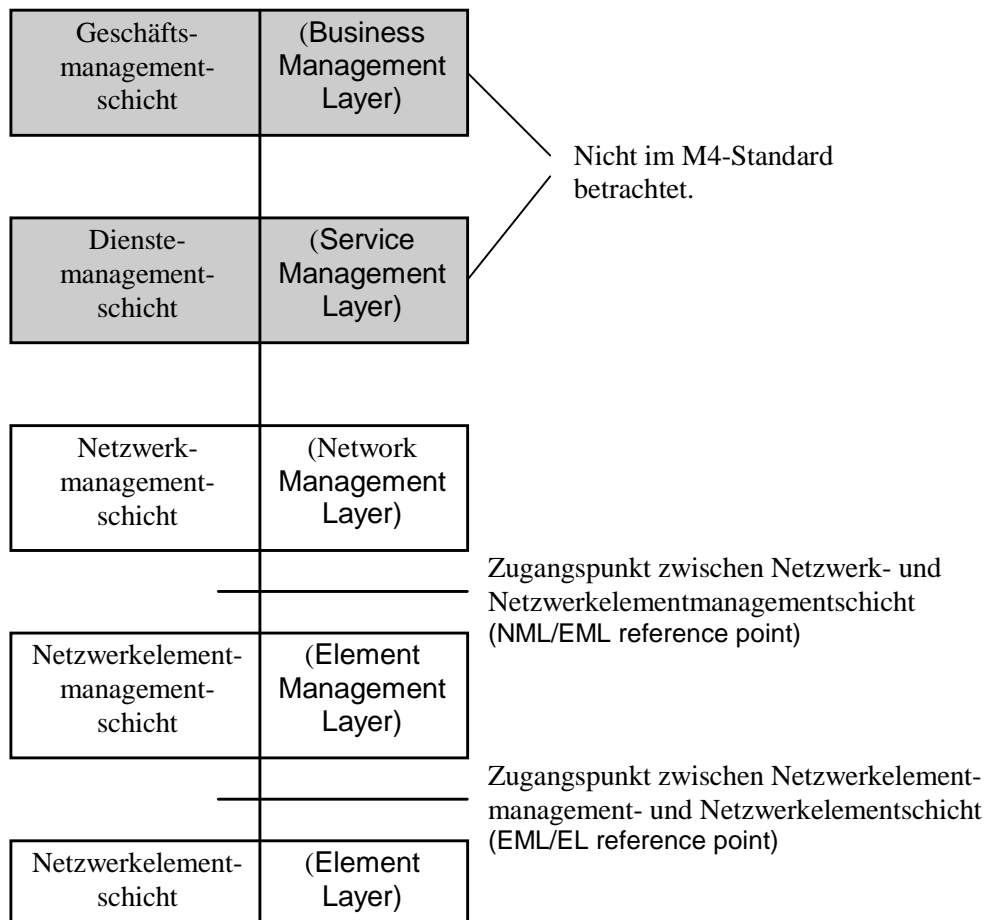 Geschäfts-
management-
schicht
(Business
Management
Layer)
Nicht im M4-Standard
betrachtet.
Dienste-
management-
schicht
(Service
Management
Layer)
Netzwerk-
management-
schicht
(Network
Management
Layer)
Zugangspunkt zwischen Netzwerk- und
Netzwerkelementmanagementschicht
(NML/EML reference point)
Netzwerkelement-
management-
schicht
(Element
Management
Layer)
Zugangspunkt zwischen Netzwerkelement-
management- und Netzwerkelementschicht
(EML/EL reference point)
Netzwerkelement-
schicht
(Element
Layer)